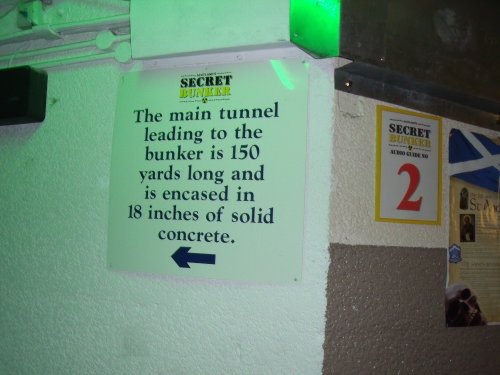 SCOTLAND'S
SECRET
BUNKER
The main tunnel
leading to the
bunker is 150
yards long and
is encased in
18 inches of solid
concrete.
SECRET
BUNKER
AUDIO GUIDE NO
2